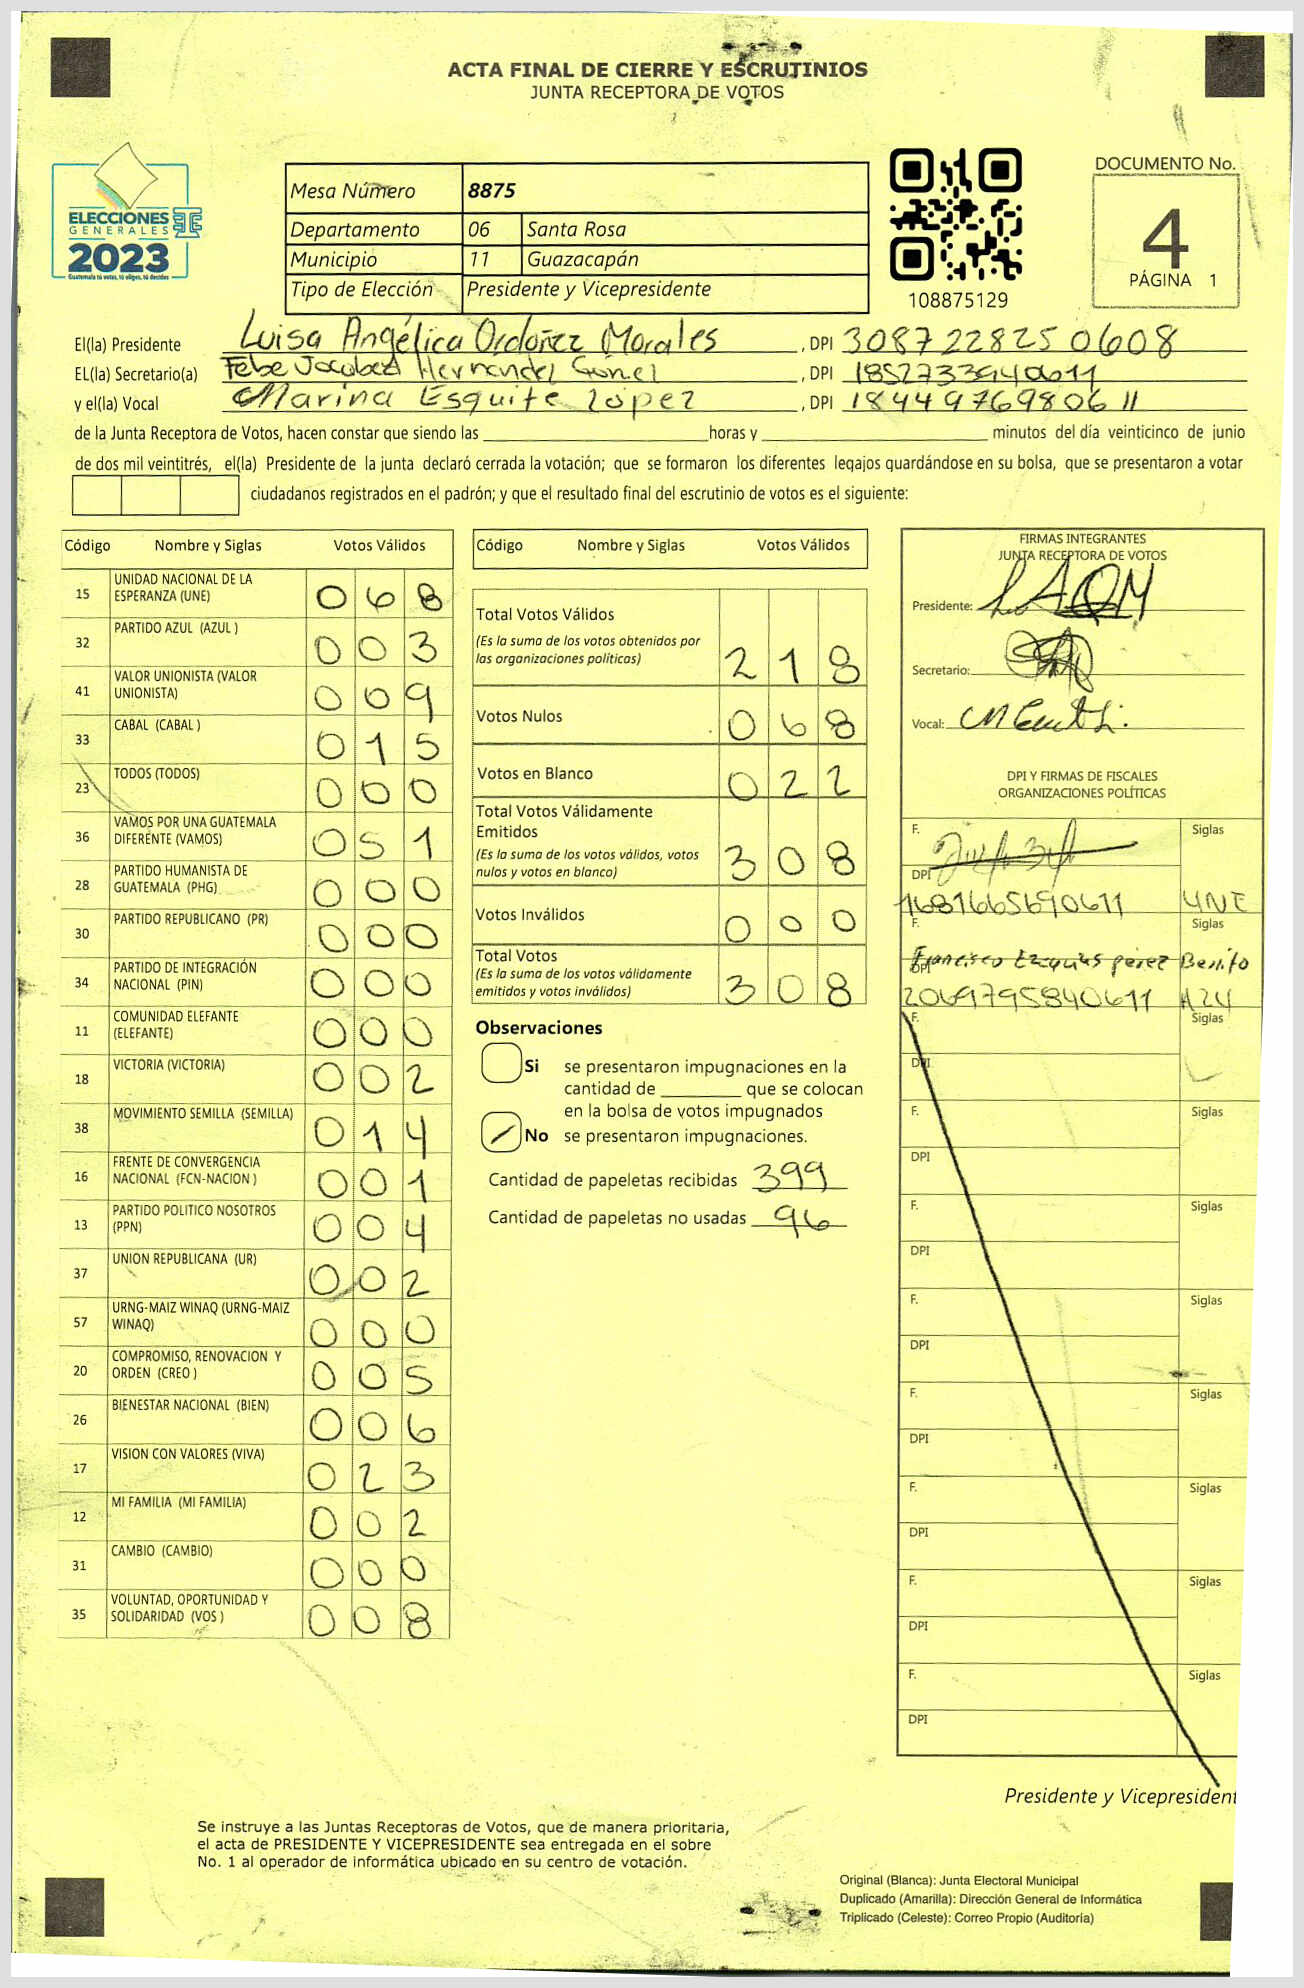 ACTA FINAL DE CIERRE Y ESCRUTINIOS
JUNTA RECEPTORA DE VOTOS
ELECCIONES
GENERALES
2023
Guatemala tú votas, tú eliges, tú decides
Mesa Número 8875
Departamento 06 Santa Rosa
Municipio 11 Guazacapán
Tipo de Elección Presidente y Vicepresidente
108875129
DOCUMENTO No.
4
PÁGINA 1
El(la) Presidente Luisa Angélica Ordoñez Morales , DPI 3087228250608
EL(la) Secretario(a) Febe Hernandez , DPI 1852733940611
y el(la) Vocal Marina Esquite López , DPI 1844976980611
de la Junta Receptora de Votos, hacen constar que siendo las horas y minutos del día veinticinco de junio
de dos mil veintitrés, el(la) Presidente de la junta declaró cerrada la votación; que se formaron los diferentes legajos guardándose en su bolsa, que se presentaron a votar
ciudadanos registrados en el padrón; y que el resultado final del escrutinio de votos es el siguiente:
Código Nombre y Siglas Votos Válidos
15 UNIDAD NACIONAL DE LA ESPERANZA (UNE) 068
32 PARTIDO AZUL (AZUL ) 003
41 VALOR UNIONISTA (VALOR UNIONISTA) 009
33 CABAL (CABAL ) 015
23 TODOS (TODOS) 000
36 VAMOS POR UNA GUATEMALA DIFERENTE (VAMOS) 051
28 PARTIDO HUMANISTA DE GUATEMALA (PHG) 000
30 PARTIDO REPUBLICANO (PR) 000
34 PARTIDO DE INTEGRACIÓN NACIONAL (PIN) 000
11 COMUNIDAD ELEFANTE (ELEFANTE) 000
18 VICTORIA (VICTORIA) 002
38 MOVIMIENTO SEMILLA (SEMILLA) 014
16 FRENTE DE CONVERGENCIA NACIONAL (FCN-NACION ) 001
13 PARTIDO POLITICO NOSOTROS (PPN) 004
37 UNION REPUBLICANA (UR) 002
57 URNG-MAIZ WINAQ (URNG-MAIZ WINAQ) 000
20 COMPROMISO, RENOVACION Y ORDEN (CREO ) 005
26 BIENESTAR NACIONAL (BIEN) 006
17 VISION CON VALORES (VIVA) 023
12 MI FAMILIA (MI FAMILIA) 002
31 CAMBIO (CAMBIO) 000
35 VOLUNTAD, OPORTUNIDAD Y SOLIDARIDAD (VOS ) 008
Código Nombre y Siglas Votos Válidos
Total Votos Válidos
(Es la suma de los votos obtenidos por
las organizaciones políticas) 218
Votos Nulos 068
Votos en Blanco 022
Total Votos Válidamente
Emitidos
(Es la suma de los votos válidos, votos
nulos y votos en blanco) 308
Votos Inválidos 000
Total Votos
(Es la suma de los votos válidamente
emitidos y votos inválidos) 308
Observaciones
Si se presentaron impugnaciones en la
cantidad de que se colocan
en la bolsa de votos impugnados
No se presentaron impugnaciones.
Cantidad de papeletas recibidas 399
Cantidad de papeletas no usadas 96
FIRMAS INTEGRANTES
JUNTA RECEPTORA DE VOTOS
Presidente: L. AOM
Secretario:
Vocal:
DPI Y FIRMAS DE FISCALES
ORGANIZACIONES POLÍTICAS
F. Siglas
DPI
1681665690611 UNE
F. Siglas
Francisco Ezequias perez Benito
DPI
2069795840611 A24
F. Siglas
DPI
F. Siglas
DPI
F. Siglas
DPI
F. Siglas
DPI
F. Siglas
DPI
F. Siglas
DPI
F. Siglas
DPI
F. Siglas
DPI
Presidente y Vicepresident
Se instruye a las Juntas Receptoras de Votos, que de manera prioritaria,
el acta de PRESIDENTE Y VICEPRESIDENTE sea entregada en el sobre
No. 1 al operador de informática ubicado en su centro de votación.
Original (Blanca): Junta Electoral Municipal
Duplicado (Amarilla): Dirección General de Informática
Triplicado (Celeste): Correo Propio (Auditoría)